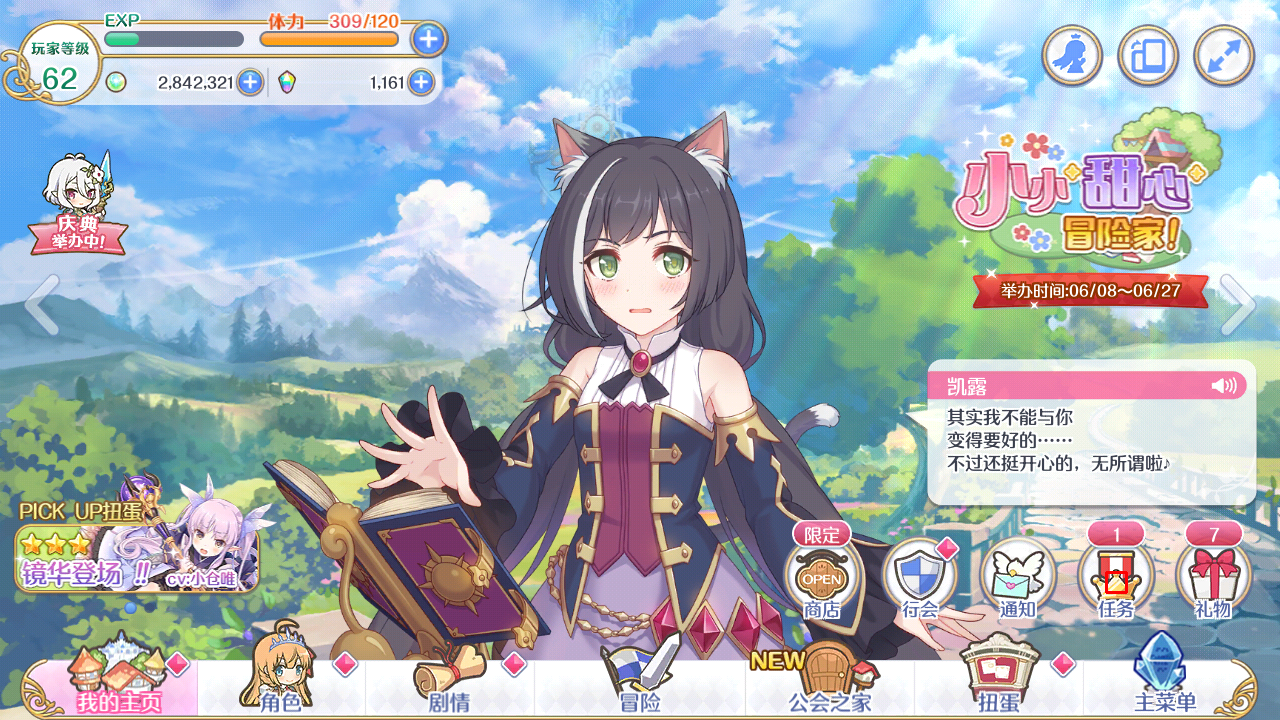 EXP
体力 309/120
玩家等级
62
2,842,321
1,161
小小甜心
冒险家!
举办时间:06/08～06/27
庆典
举办中!
凯露
其实我不能与你
变得要好的……
不过还挺开心的，无所谓啦♪
PICK UP扭蛋
镜华登场!!
cv:小仓唯
限定
OPEN
商店
行会
通知
1
任务
7
礼物
我的主页
角色
剧情
冒险
NEW
公会之家
扭蛋
主菜单